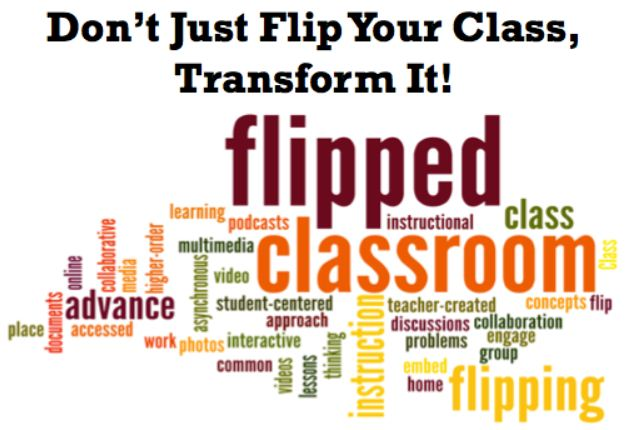 Don't Just Flip Your Class,
Transform It!
flipped
learning
podcasts
instructional
class
classroom
Class
multimedia
collaborative
higher-order
media
online
asynchronous
video
documents
advance
student-centered
teacher-created
concepts
flip
place
accessed
approach
instruction
discussions
collaboration
work
photos
interactive
thinking
problems
engage
common
videos
lessons
group
embed
home
flipping